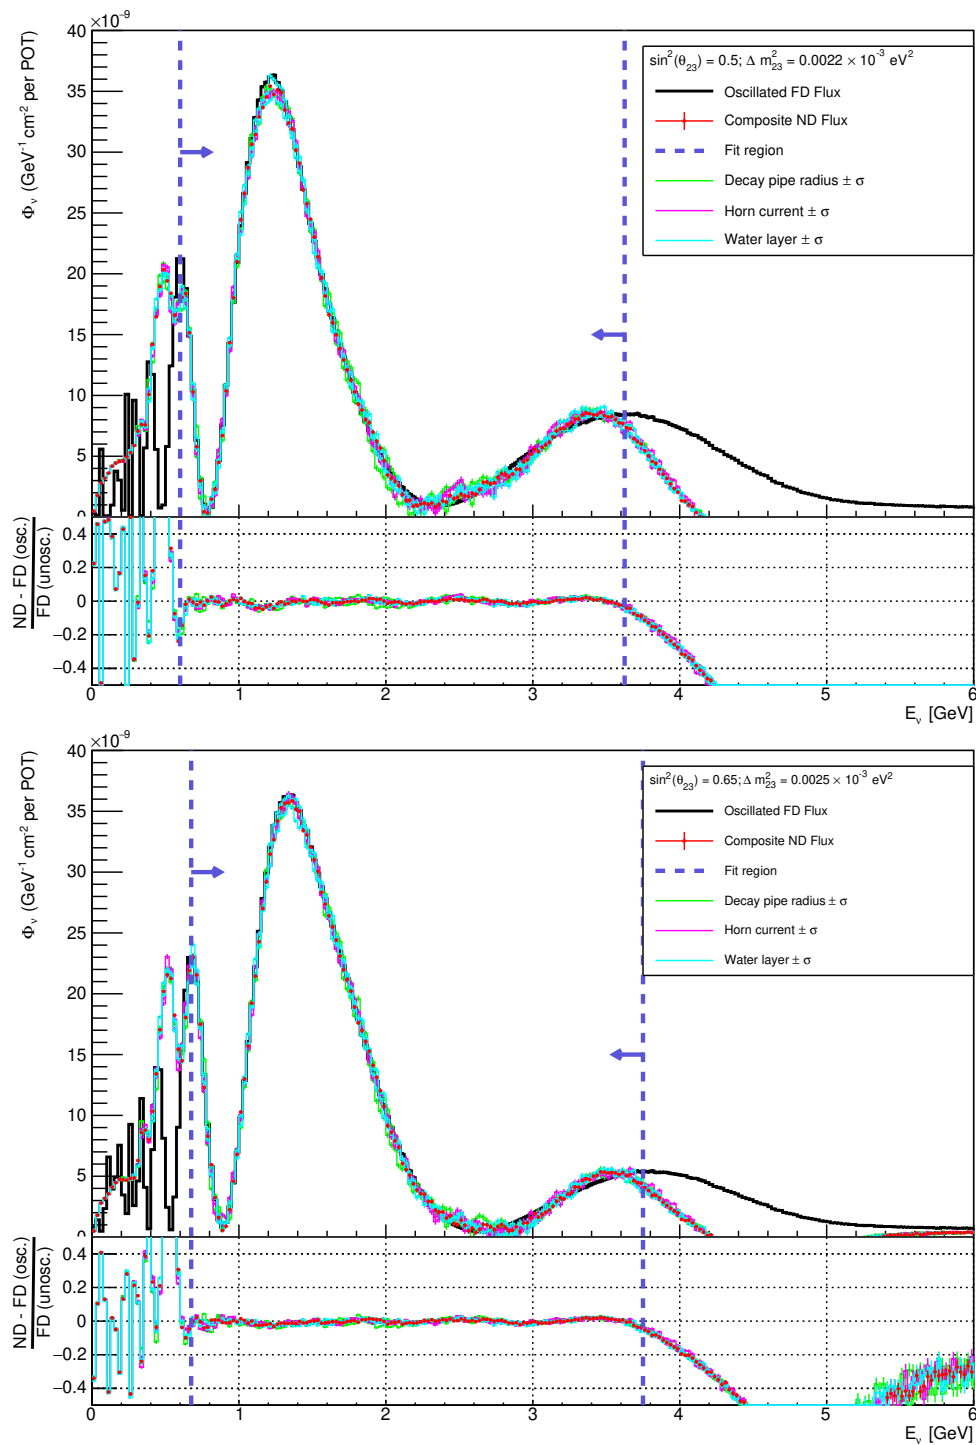 40 ×10⁻⁹
sin²(θ₂₃) = 0.5; Δ m²₂₃ = 0.0022 × 10⁻³ eV²
Oscillated FD Flux
Composite ND Flux
Fit region
Decay pipe radius ± σ
Horn current ± σ
Water layer ± σ
Φᵥ (GeV⁻¹ cm⁻² per POT)
35
30
25
20
15
10
5
0
ND - FD (osc.)
FD (unosc.)
0.4
0.2
0
−0.2
−0.4
0 1 2 3 4 5 6
Eᵥ [GeV]
40 ×10⁻⁹
sin²(θ₂₃) = 0.65; Δ m²₂₃ = 0.0025 × 10⁻³ eV²
Oscillated FD Flux
Composite ND Flux
Fit region
Decay pipe radius ± σ
Horn current ± σ
Water layer ± σ
Φᵥ (GeV⁻¹ cm⁻² per POT)
35
30
25
20
15
10
5
0
ND - FD (osc.)
FD (unosc.)
0.4
0.2
0
−0.2
−0.4
0 1 2 3 4 5 6
Eᵥ [GeV]